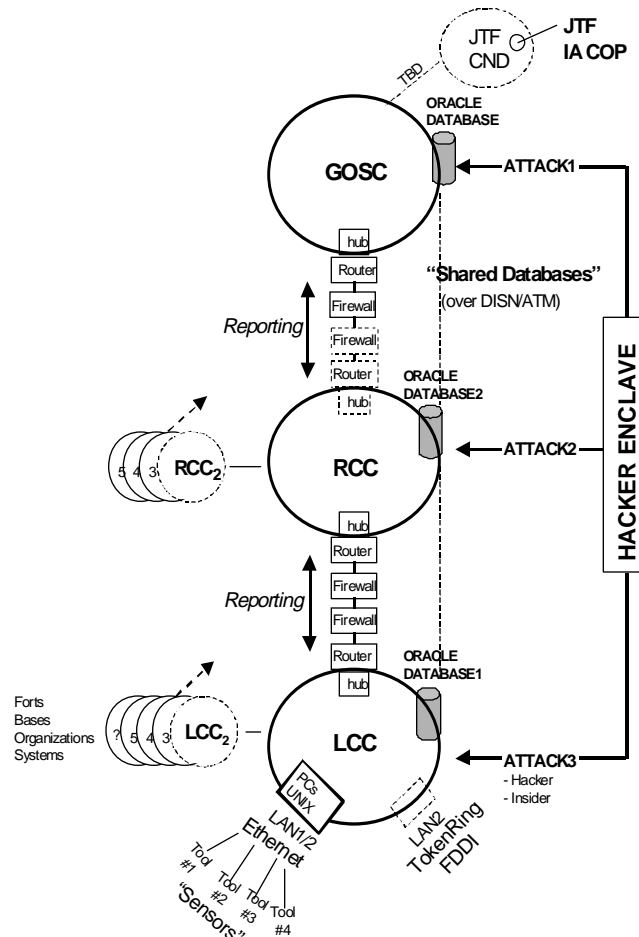 JTF
CND
JTF
IA COP
TBD
ORACLE
DATABASE
GOSC
ATTACK1
hub
Router
Firewall
Firewall
Router
hub
Reporting
“Shared Databases”
(over DISN/ATM)
ORACLE
DATABASE2
HACKER ENCLAVE
5 4 3 RCC2
RCC
ATTACK2
hub
Router
Firewall
Firewall
Router
hub
Reporting
ORACLE
DATABASE1
Forts
Bases
Organizations
Systems
? 5 4 3 LCC2
LCC
ATTACK3
- Hacker
- Insider
PCs
UNIX
LAN1/2
Ethernet
LAN2
TokenRing
FDDI
Tool
#1
Tool
#2
Tool
#3
Tool
#4
“Sensors”